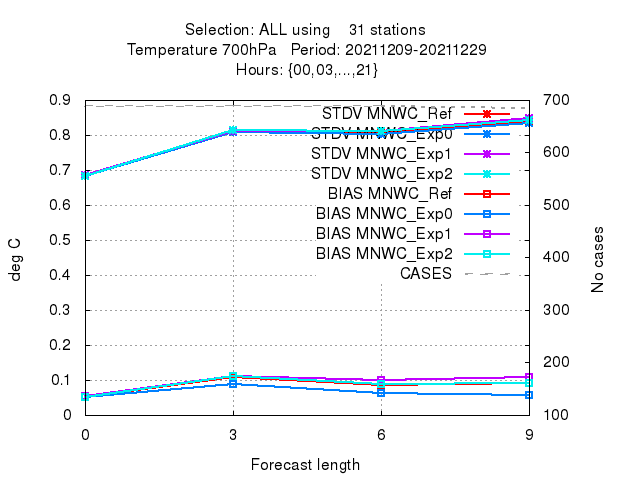 Selection: ALL using 31 stations
Temperature 700hPa Period: 20211209-20211229
Hours: {00,03,...,21}
0.9
0.8
0.7
0.6
0.5
0.4
0.3
0.2
0.1
0
deg C
STDV MNWC_Ref
STDV MNWC_Exp0
STDV MNWC_Exp1
STDV MNWC_Exp2
BIAS MNWC_Ref
BIAS MNWC_Exp0
BIAS MNWC_Exp1
BIAS MNWC_Exp2
CASES
700
600
500
400
300
200
100
No cases
0 3 6 9
Forecast length